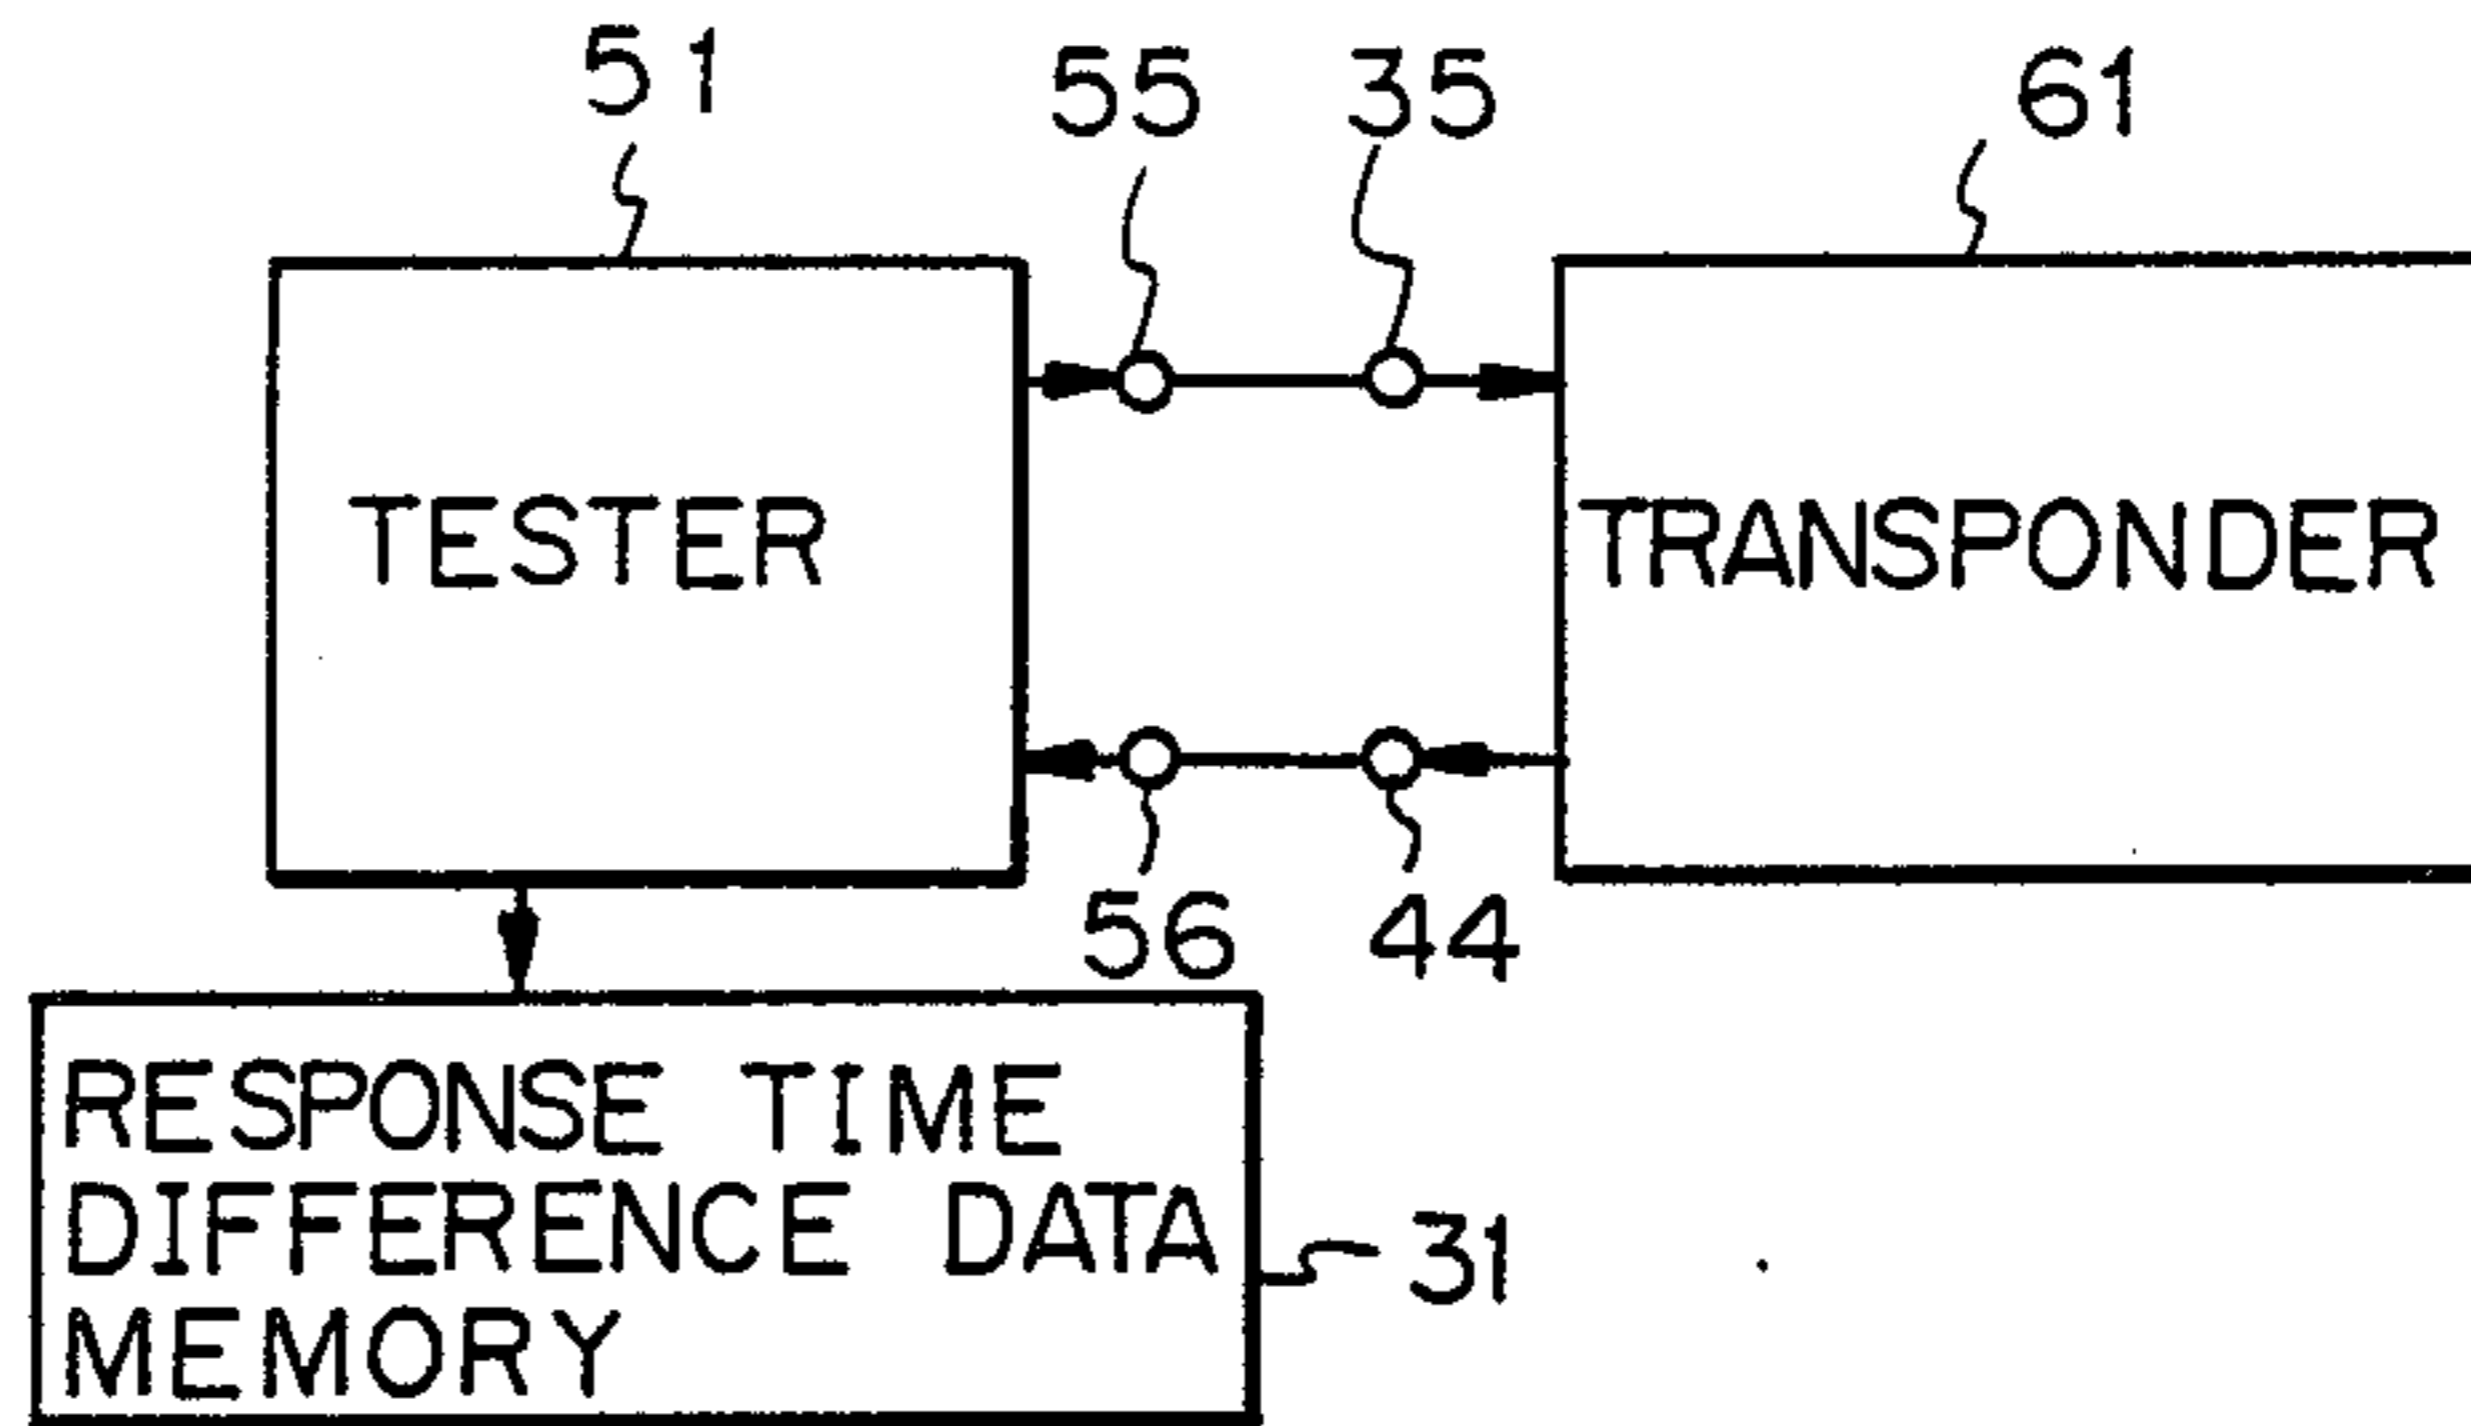 51
55
35
61
TESTER
TRANSPONDER
56
44
RESPONSE TIME
DIFFERENCE DATA
MEMORY
31